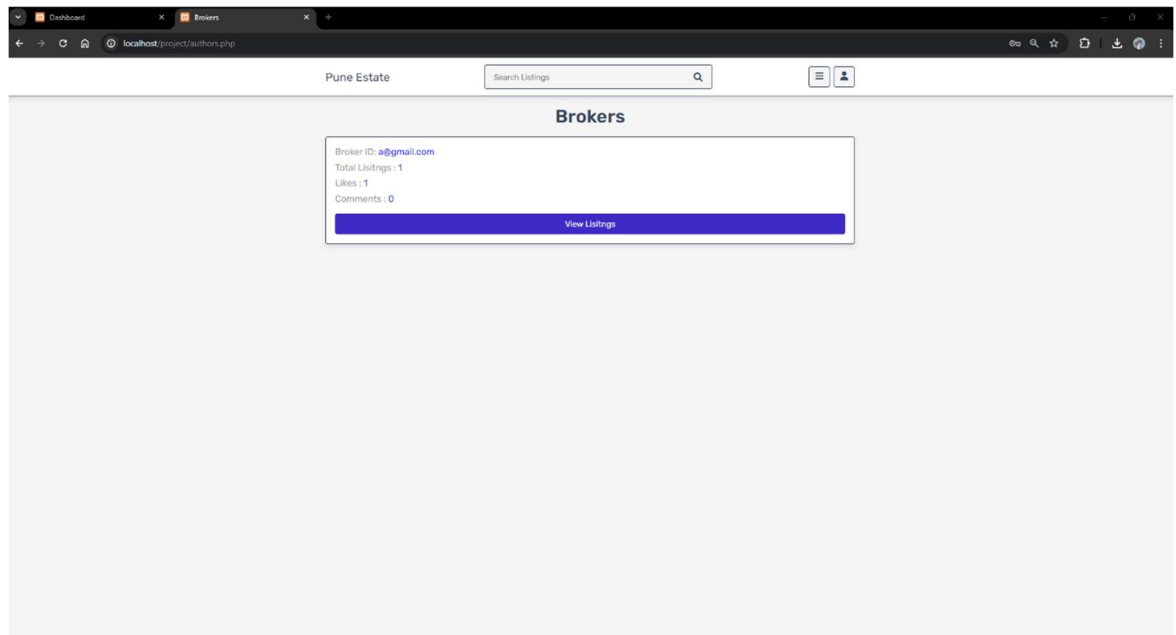 Dashboard
Brokers
localhost/project/authors.php
Pune Estate
Search Listings
Brokers
Broker ID: a@gmail.com
Total Lisitngs : 1
Likes : 1
Comments : 0
View Lisitngs